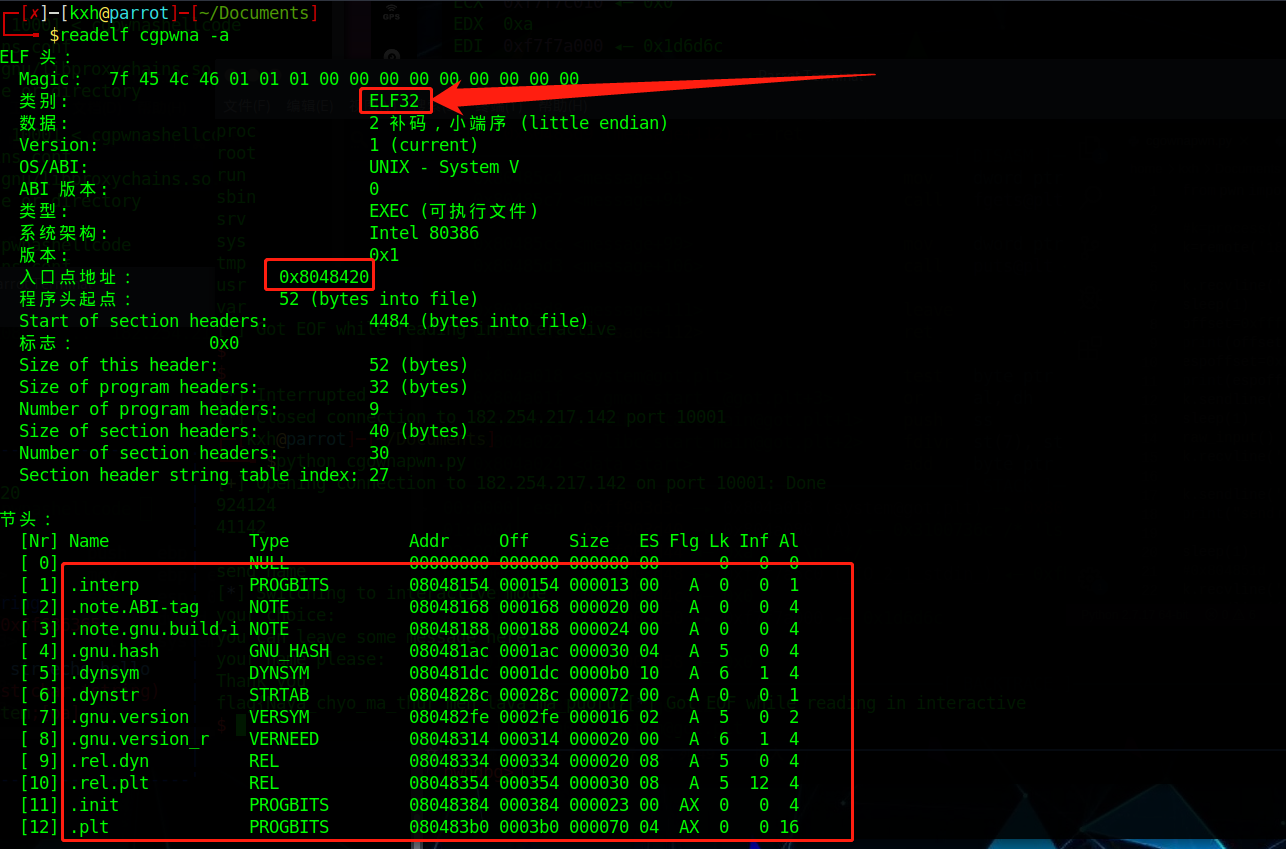 [✗]─[kxh@parrot]─[~/Documents]
$readelf cgpwna -a
ELF 头：
Magic： 7f 45 4c 46 01 01 01 00 00 00 00 00 00 00 00 00
类别: ELF32
数据: 2 补码，小端序 (little endian)
Version: 1 (current)
OS/ABI: UNIX - System V
ABI 版本: 0
类型: EXEC (可执行文件)
系统架构: Intel 80386
版本: 0x1
入口点地址： 0x8048420
程序头起点： 52 (bytes into file)
Start of section headers: 4484 (bytes into file)
标志： 0x0
Size of this header: 52 (bytes)
Size of program headers: 32 (bytes)
Number of program headers: 9
Size of section headers: 40 (bytes)
Number of section headers: 30
Section header string table index: 27
节头：
[Nr] Name Type Addr Off Size ES Flg Lk Inf Al
[ 0] NULL 00000000 000000 000000 00 0 0 0
[ 1] .interp PROGBITS 08048154 000154 000013 00 A 0 0 1
[ 2] .note.ABI-tag NOTE 08048168 000168 000020 00 A 0 0 4
[ 3] .note.gnu.build-i NOTE 08048188 000188 000024 00 A 0 0 4
[ 4] .gnu.hash GNU_HASH 080481ac 0001ac 000030 04 A 5 0 4
[ 5] .dynsym DYNSYM 080481dc 0001dc 0000b0 10 A 6 1 4
[ 6] .dynstr STRTAB 0804828c 00028c 000072 00 A 0 0 1
[ 7] .gnu.version VERSYM 080482fe 0002fe 000016 02 A 5 0 2
[ 8] .gnu.version_r VERNEED 08048314 000314 000020 00 A 6 1 4
[ 9] .rel.dyn REL 08048334 000334 000020 08 A 5 0 4
[10] .rel.plt REL 08048354 000354 000030 08 A 5 12 4
[11] .init PROGBITS 08048384 000384 000023 00 AX 0 0 4
[12] .plt PROGBITS 080483b0 0003b0 000070 04 AX 0 0 16